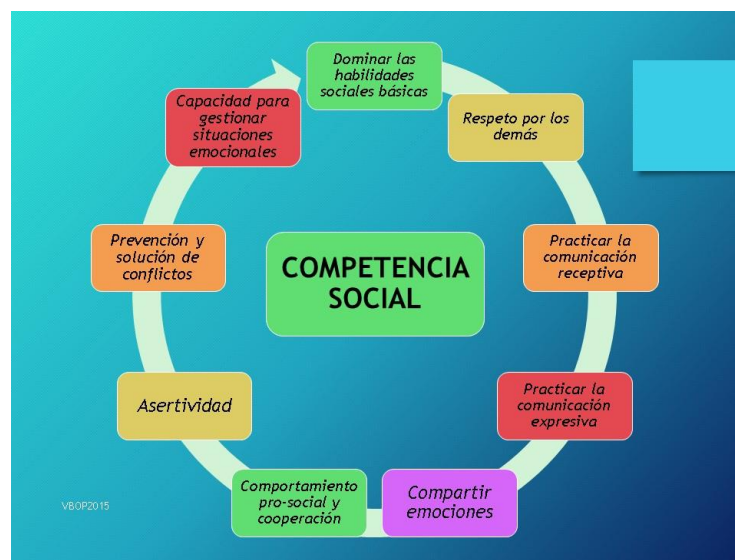 Dominar las
habilidades
sociales básicas
Respeto por los
demás
Practicar la
comunicación
receptiva
Practicar la
comunicación
expresiva
Compartir
emociones
Comportamiento
pro-social y
cooperación
Asertividad
Prevención y
solución de
conflictos
Capacidad para
gestionar
situaciones
emocionales
COMPETENCIA
SOCIAL
VBOP2015